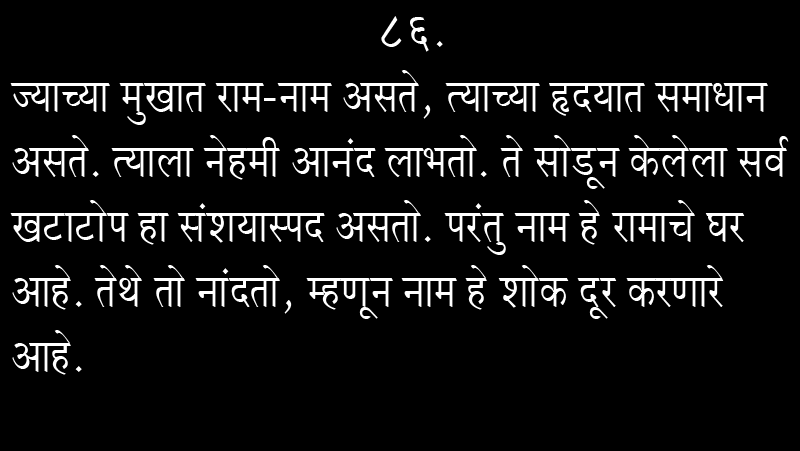 ८६.
ज्याच्या मुखात राम-नाम असते, त्याच्या हृदयात समाधान
असते. त्याला नेहमी आनंद लाभतो. ते सोडून केलेला सर्व
खटाटोप हा संशयास्पद असतो. परंतु नाम हे रामाचे घर
आहे. तेथे तो नांदतो, म्हणून नाम हे शोक दूर करणारे
आहे.